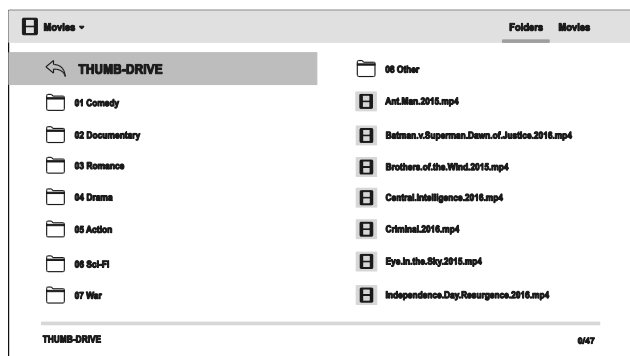 Movies
Folders Movies
THUMB-DRIVE
01 Comedy
02 Documentary
03 Romance
04 Drama
05 Action
06 Sci-Fi
07 War
08 Other
Ant.Man.2015.mp4
Batman.v.Superman.Dawn.of.Justice.2016.mp4
Brothers.of.the.Wind.2015.mp4
Central.Intelligence.2016.mp4
Criminal.2016.mp4
Eye.in.the.Sky.2015.mp4
Independence.Day.Resurgence.2016.mp4
THUMB-DRIVE
0/47